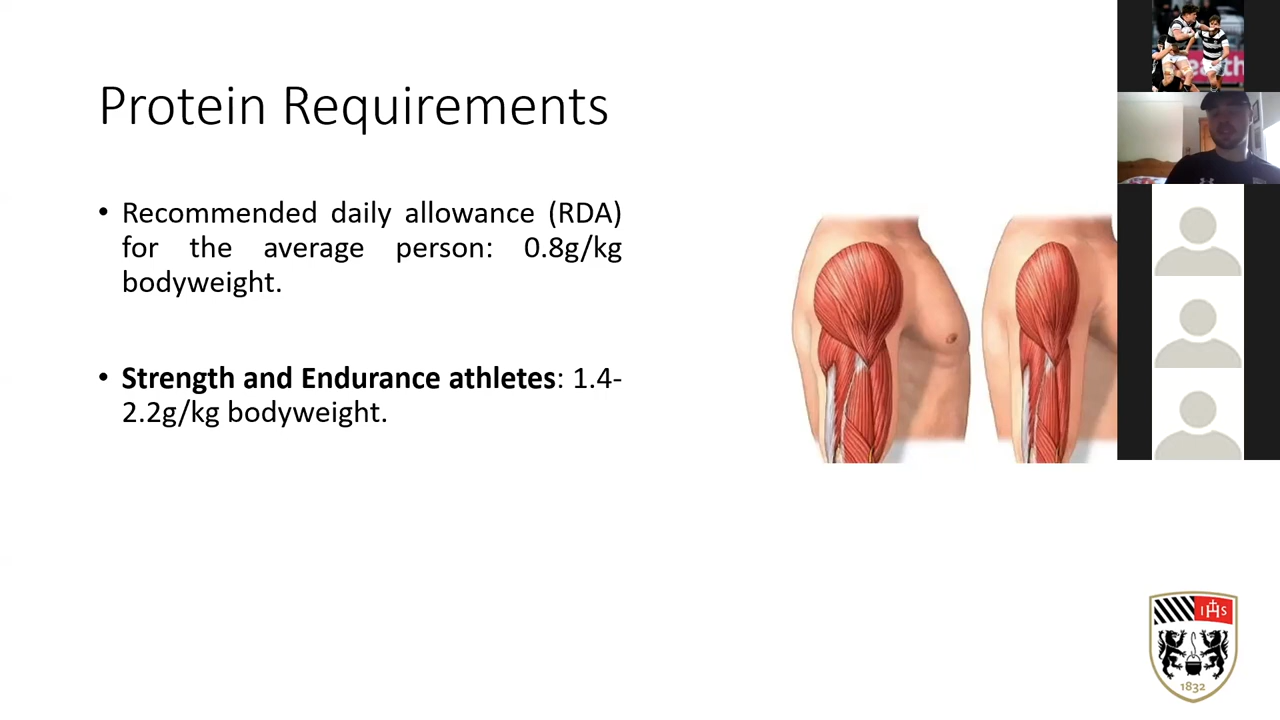 Protein Requirements
• Recommended daily allowance (RDA)
for the average person: 0.8g/kg
bodyweight.
• Strength and Endurance athletes: 1.4-
2.2g/kg bodyweight.
ealth
IHS
1832